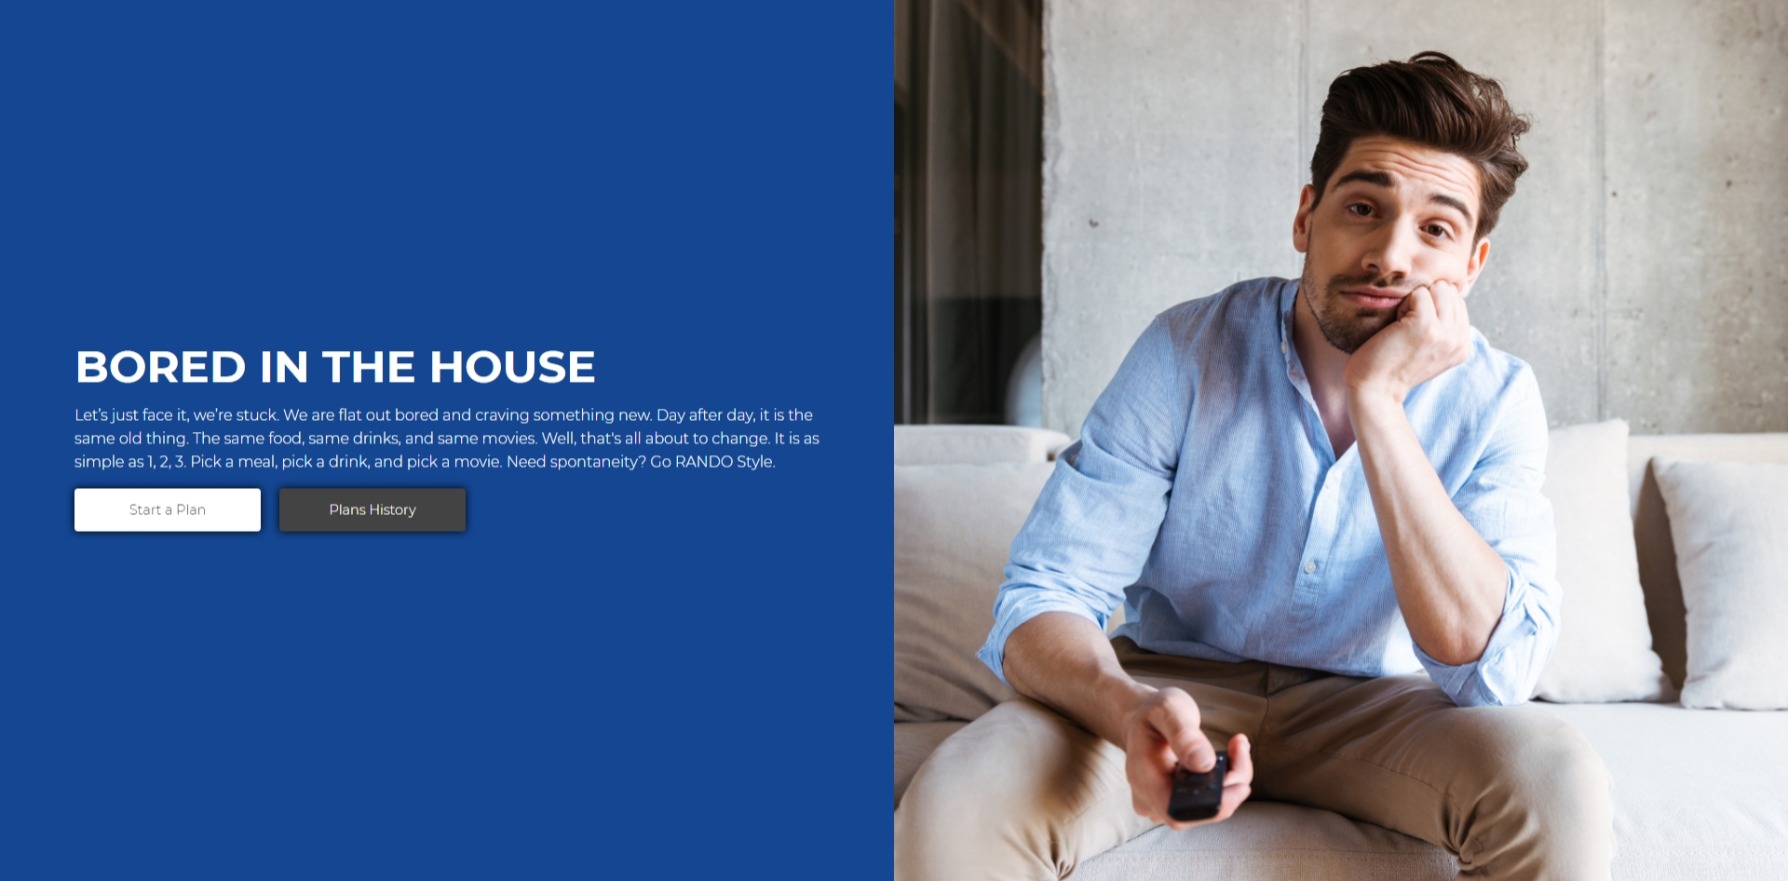 BORED IN THE HOUSE
Let’s just face it, we’re stuck. We are flat out bored and craving something new. Day after day, it is the
same old thing. The same food, same drinks, and same movies. Well, that's all about to change. It is as
simple as 1, 2, 3. Pick a meal, pick a drink, and pick a movie. Need spontaneity? Go RANDO Style.
Start a Plan
Plans History